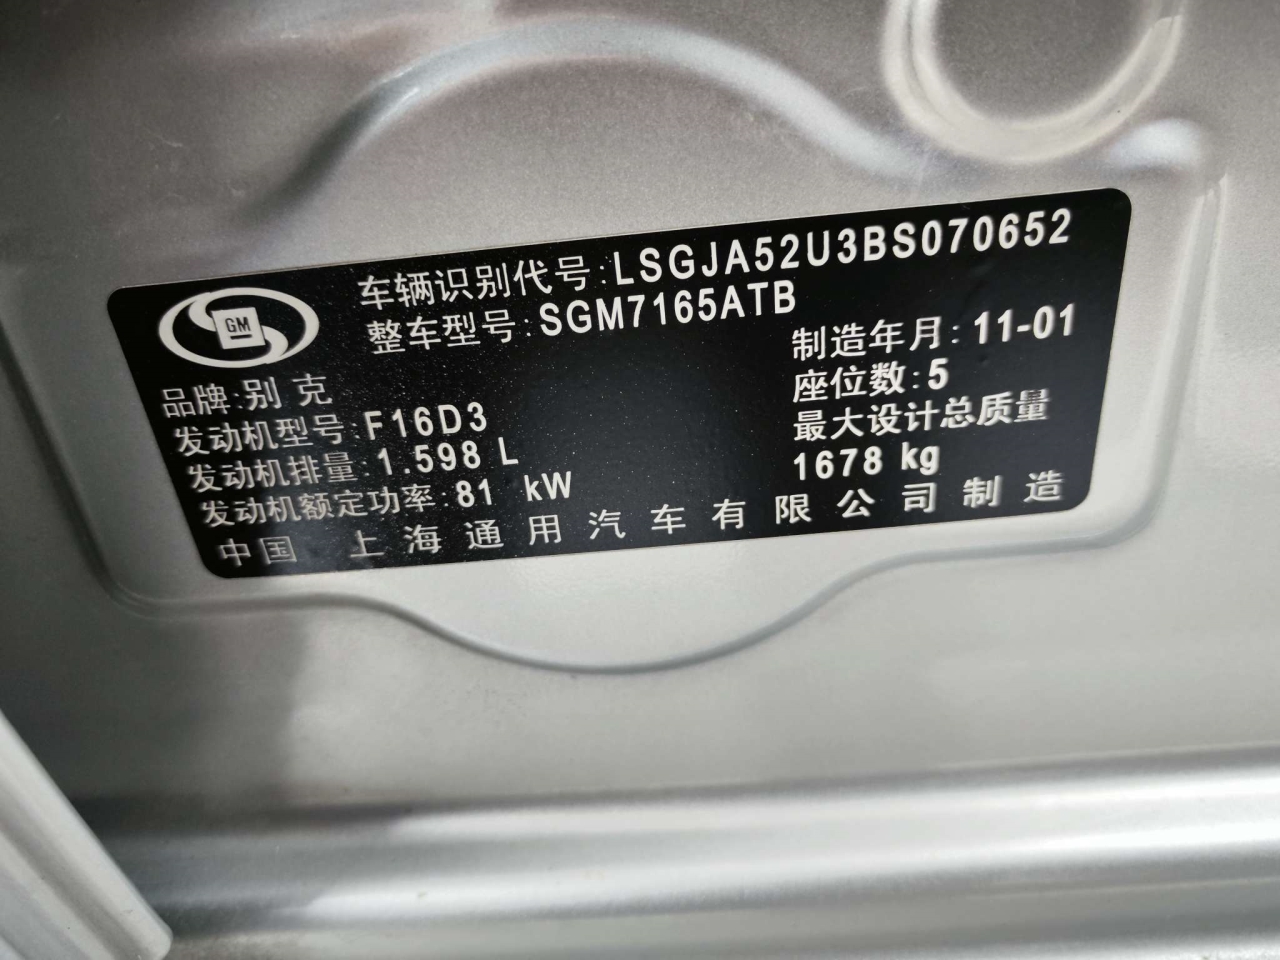 GM
车辆识别代号:LSGJA52U3BS070652
整车型号:SGM7165ATB
制造年月:11-01
品牌:别克
座位数:5
发动机型号:F16D3
最大设计总质量
发动机排量:1.598 L
1678 kg
发动机额定功率:81 kW
中国 上海通用汽车有限公司制造